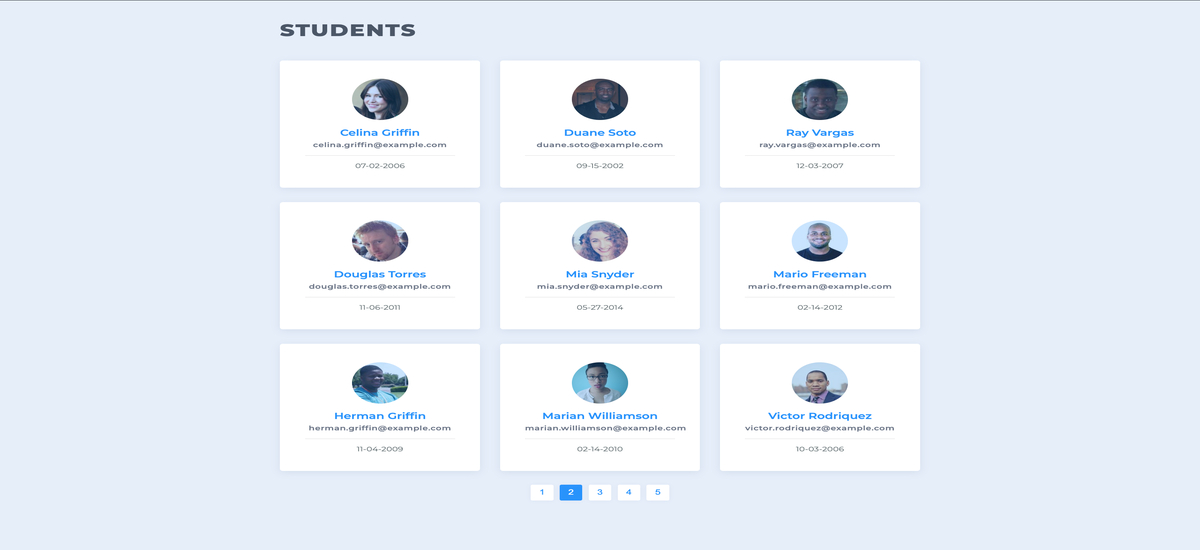 STUDENTS
Celina Griffin
celina.griffin@example.com
07-02-2006
Duane Soto
duane.soto@example.com
09-15-2002
Ray Vargas
ray.vargas@example.com
12-03-2007
Douglas Torres
douglas.torres@example.com
11-06-2011
Mia Snyder
mia.snyder@example.com
05-27-2014
Mario Freeman
mario.freeman@example.com
02-14-2012
Herman Griffin
herman.griffin@example.com
11-04-2009
Marian Williamson
marian.williamson@example.com
02-14-2010
Victor Rodriquez
victor.rodriquez@example.com
10-03-2006
1 2 3 4 5